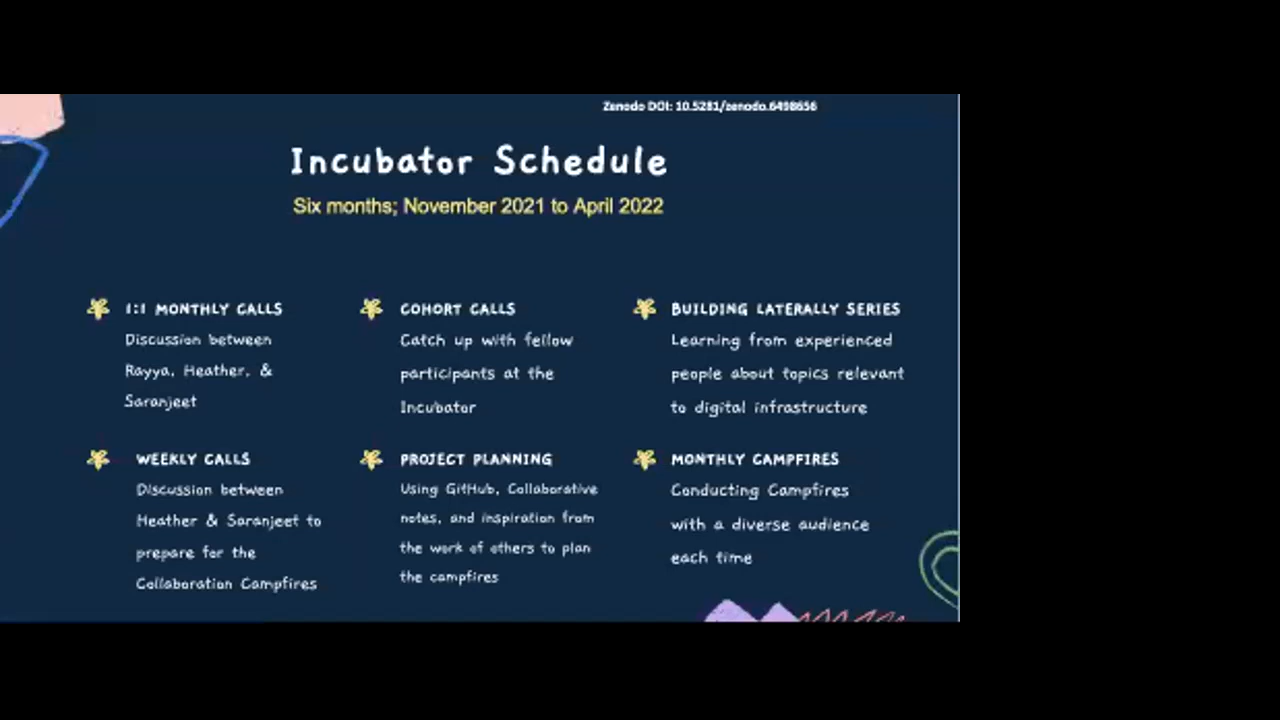 Zenodo DOI: 10.5281/zenodo.6498656
Incubator Schedule
Six months; November 2021 to April 2022
1:1 MONTHLY CALLS
Discussion between
Rayya, Heather, &
Saranjeet
COHORT CALLS
Catch up with fellow
participants at the
Incubator
BUILDING LATERALLY SERIES
Learning from experienced
people about topics relevant
to digital infrastructure
WEEKLY CALLS
Discussion between
Heather & Saranjeet to
prepare for the
Collaboration Campfires
PROJECT PLANNING
Using GitHub, Collaborative
notes, and inspiration from
the work of others to plan
the campfires
MONTHLY CAMPFIRES
Conducting Campfires
with a diverse audience
each time